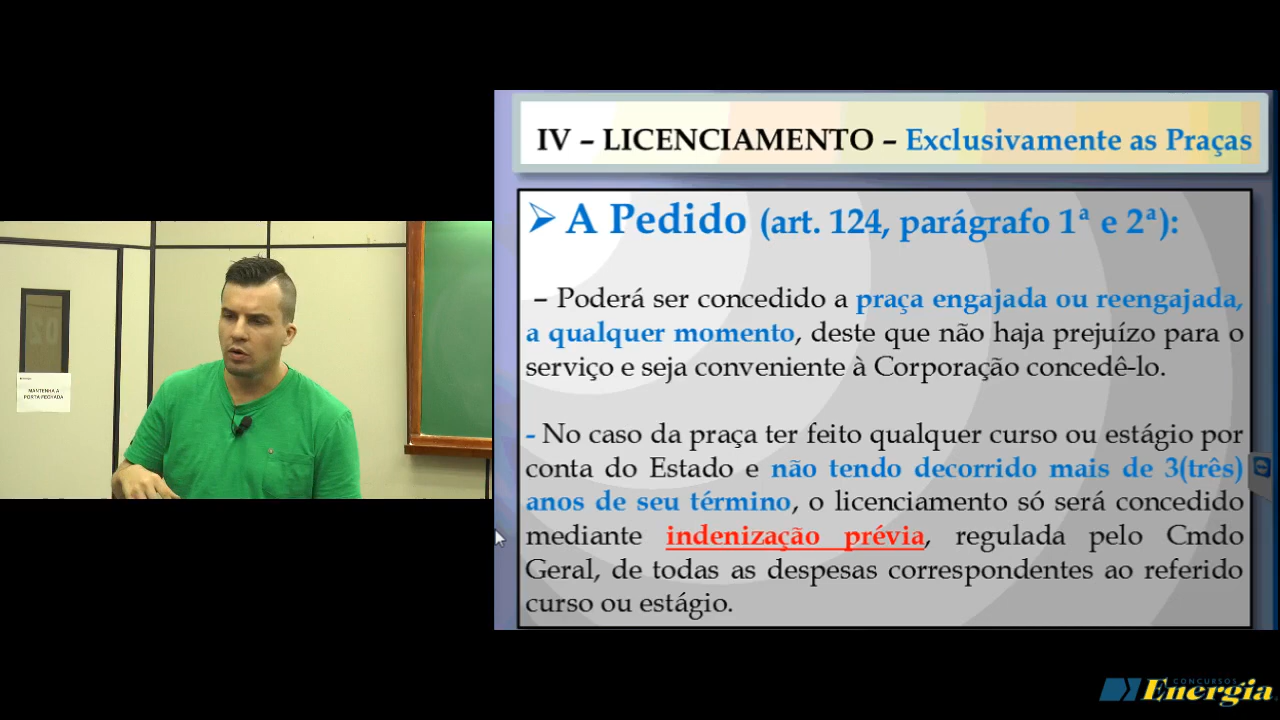 IV – LICENCIAMENTO – Exclusivamente as Praças
➢ A Pedido (art. 124, parágrafo 1ª e 2ª):
– Poderá ser concedido a praça engajada ou reengajada,
a qualquer momento, deste que não haja prejuízo para o
serviço e seja conveniente à Corporação concedê-lo.
- No caso da praça ter feito qualquer curso ou estágio por
conta do Estado e não tendo decorrido mais de 3(três)
anos de seu término, o licenciamento só será concedido
mediante indenização prévia, regulada pelo Cmdo
Geral, de todas as despesas correspondentes ao referido
curso ou estágio.
02
MANTENHA A
PORTA FECHADA
CONCURSOS
Energia